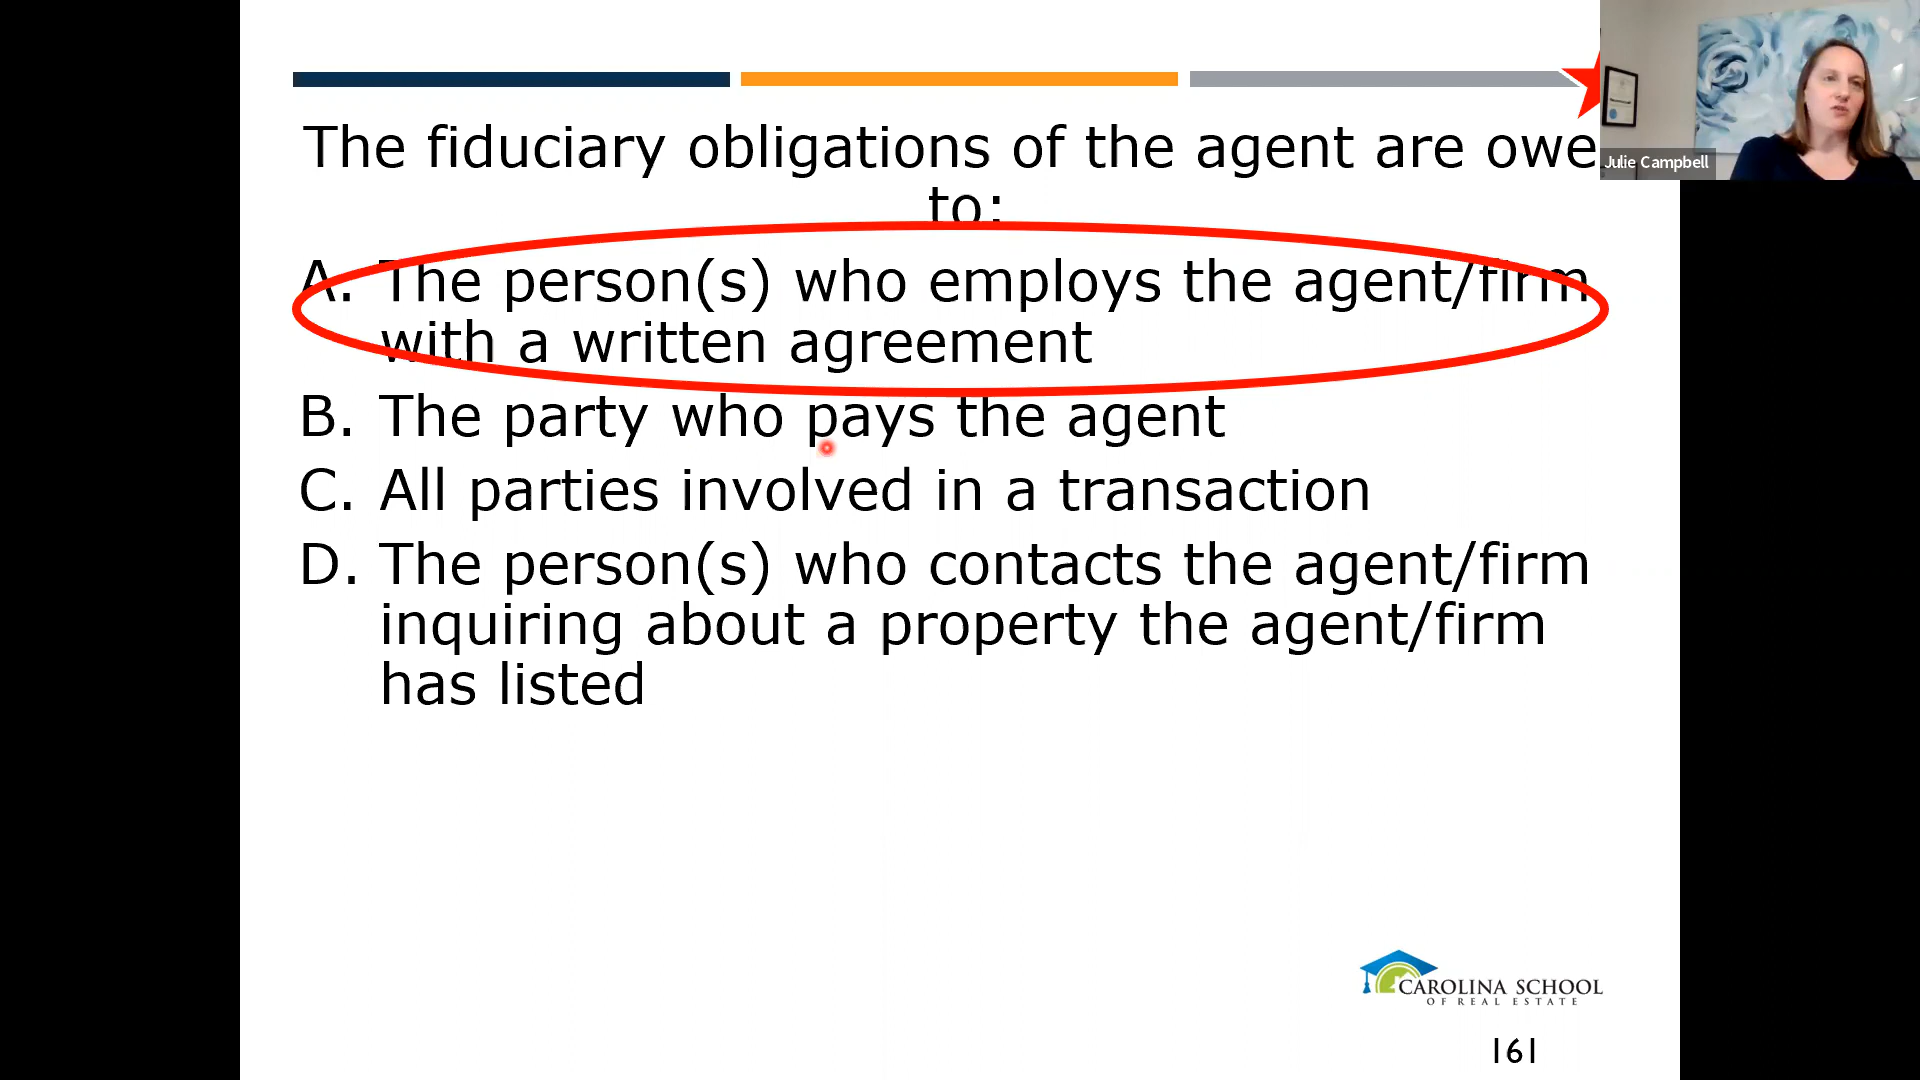 The fiduciary obligations of the agent are owe
to:
A. The person(s) who employs the agent/firm
with a written agreement
B. The party who pays the agent
C. All parties involved in a transaction
D. The person(s) who contacts the agent/firm
inquiring about a property the agent/firm
has listed
Julie Campbell
CAROLINA SCHOOL
OF REAL ESTATE
161